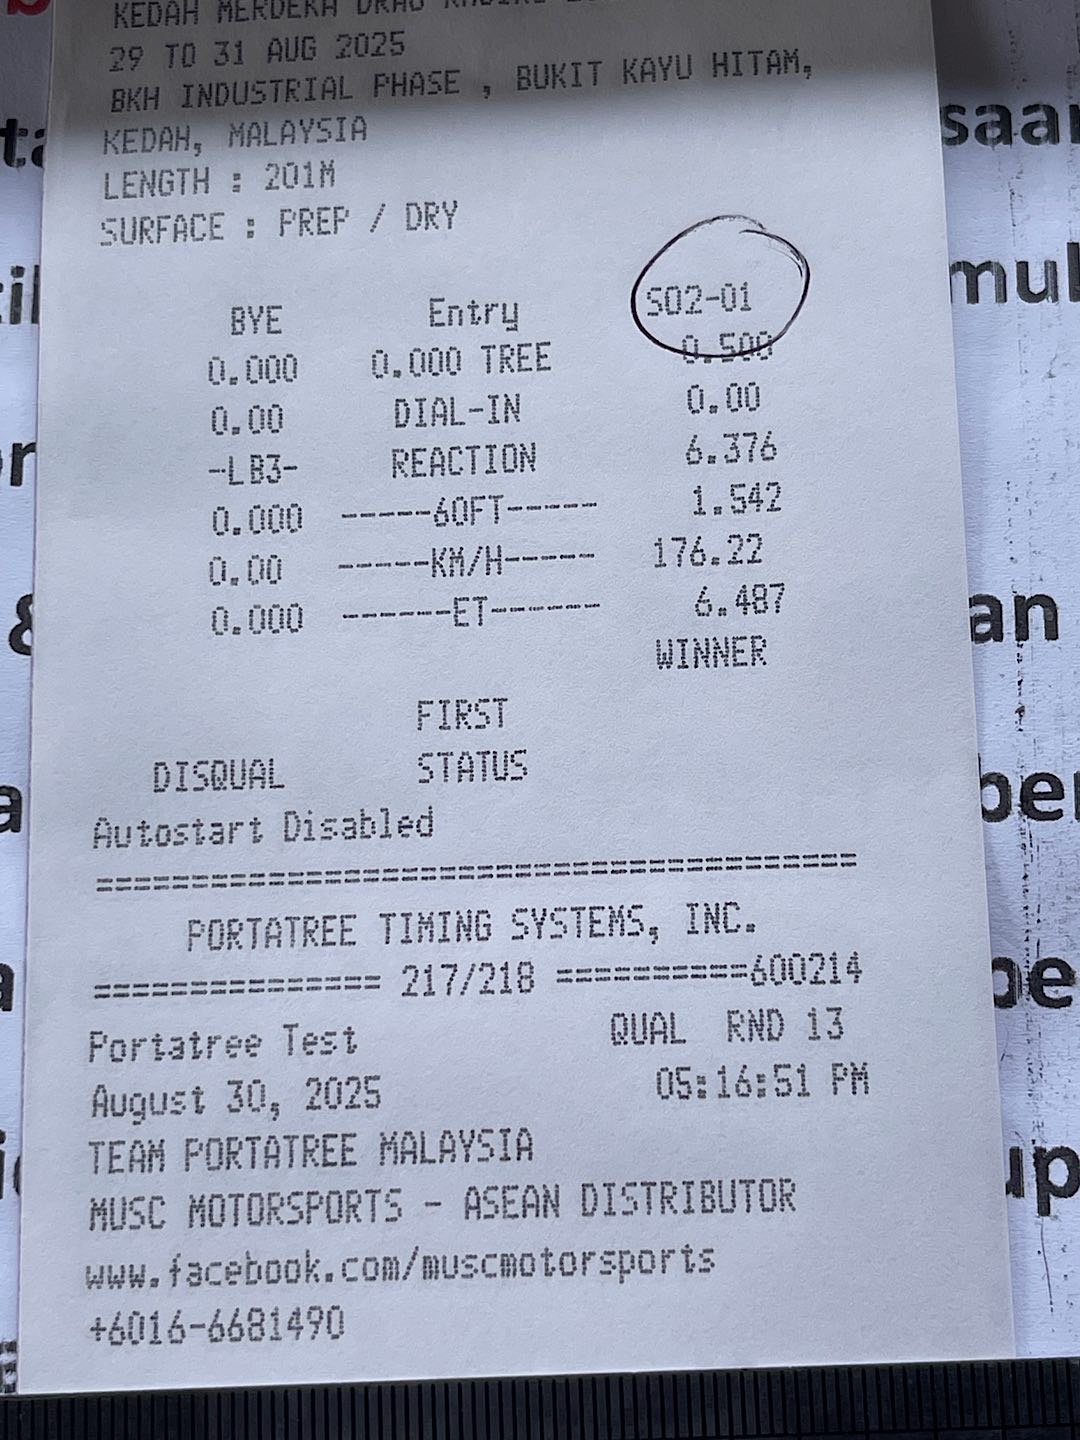 KEDAH MERDEKA DRAG
29 TO 31 AUG 2025
BKH INDUSTRIAL PHASE , BUKIT KAYU HITAM,
KEDAH, MALAYSIA
LENGTH : 201M
SURFACE : PREP / DRY
BYE Entry S02-01
0.000 0.000 TREE 0.500
0.00 DIAL-IN 0.00
-LB3- REACTION 6.376
0.000 -----60FT----- 1.542
0.00 -----KM/H----- 176.22
0.000 ------ET------ 6.487
WINNER
FIRST
DISQUAL STATUS
Autostart Disabled
========================================
PORTATREE TIMING SYSTEMS, INC.
=============== 217/218 ==========600214
Portatree Test QUAL RND 13
August 30, 2025 05:16:51 PM
TEAM PORTATREE MALAYSIA
MUSC MOTORSPORTS - ASEAN DISTRIBUTOR
www.facebook.com/muscmotorsports
+6016-6681490